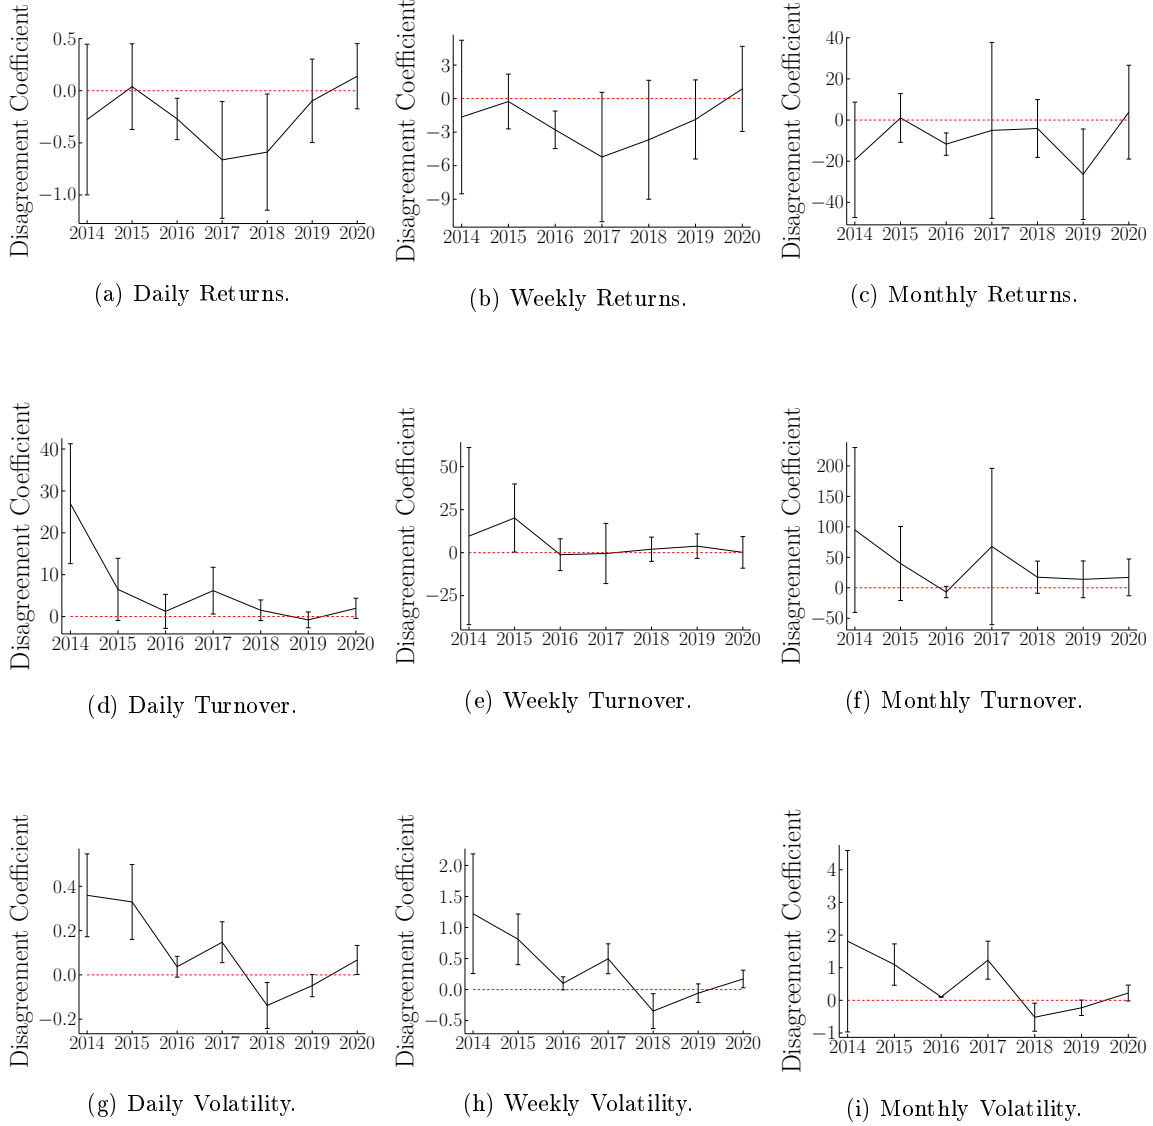 Disagreement Coefficient
0.5
0.0
−0.5
−1.0
2014 2015 2016 2017 2018 2019 2020
(a) Daily Returns.
Disagreement Coefficient
3
0
−3
−6
−9
2014 2015 2016 2017 2018 2019 2020
(b) Weekly Returns.
Disagreement Coefficient
40
20
0
−20
−40
2014 2015 2016 2017 2018 2019 2020
(c) Monthly Returns.
Disagreement Coefficient
40
30
20
10
0
2014 2015 2016 2017 2018 2019 2020
(d) Daily Turnover.
Disagreement Coefficient
50
25
0
−25
2014 2015 2016 2017 2018 2019 2020
(e) Weekly Turnover.
Disagreement Coefficient
200
150
100
50
0
−50
2014 2015 2016 2017 2018 2019 2020
(f) Monthly Turnover.
Disagreement Coefficient
0.4
0.2
0.0
−0.2
2014 2015 2016 2017 2018 2019 2020
(g) Daily Volatility.
Disagreement Coefficient
2.0
1.5
1.0
0.5
0.0
−0.5
2014 2015 2016 2017 2018 2019 2020
(h) Weekly Volatility.
Disagreement Coefficient
4
3
2
1
0
−1
2014 2015 2016 2017 2018 2019 2020
(i) Monthly Volatility.